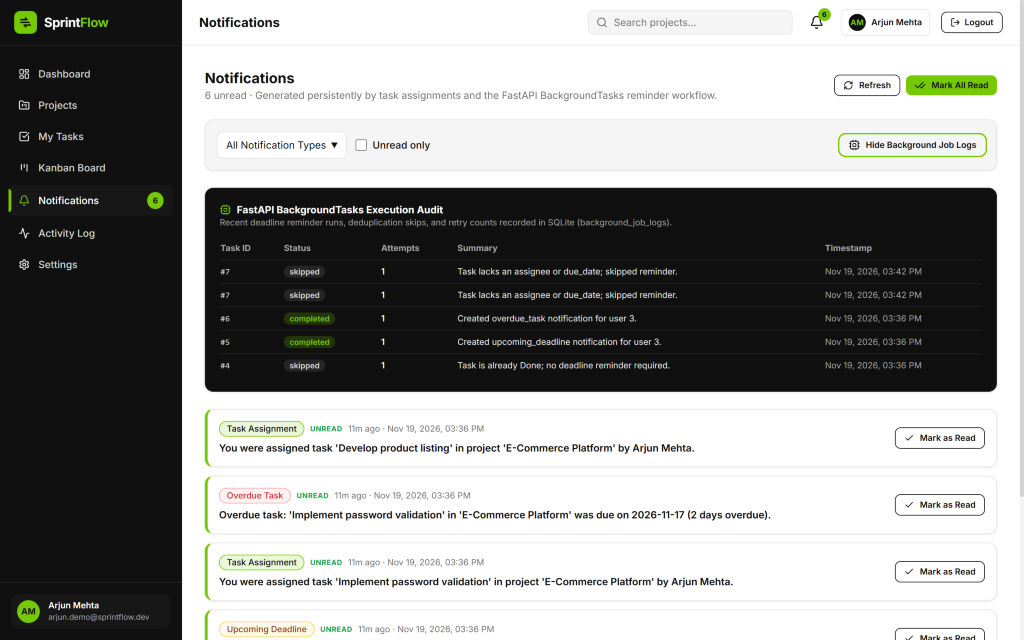 SprintFlow
Dashboard
Projects
My Tasks
Kanban Board
Notifications 6
Activity Log
Settings
AM Arjun Mehta
arjun.demo@sprintflow.dev
Notifications
Search projects...
6
AM Arjun Mehta
Logout
Notifications
6 unread · Generated persistently by task assignments and the FastAPI BackgroundTasks reminder workflow.
Refresh
Mark All Read
All Notification Types ▼
Unread only
Hide Background Job Logs
FastAPI BackgroundTasks Execution Audit
Recent deadline reminder runs, deduplication skips, and retry counts recorded in SQLite (background_job_logs).
Task ID Status Attempts Summary Timestamp
#7 skipped 1 Task lacks an assignee or due_date; skipped reminder. Nov 19, 2026, 03:42 PM
#7 skipped 1 Task lacks an assignee or due_date; skipped reminder. Nov 19, 2026, 03:42 PM
#6 completed 1 Created overdue_task notification for user 3. Nov 19, 2026, 03:36 PM
#5 completed 1 Created upcoming_deadline notification for user 3. Nov 19, 2026, 03:36 PM
#4 skipped 1 Task is already Done; no deadline reminder required. Nov 19, 2026, 03:36 PM
Task Assignment UNREAD 11m ago · Nov 19, 2026, 03:36 PM
You were assigned task 'Develop product listing' in project 'E-Commerce Platform' by Arjun Mehta.
Mark as Read
Overdue Task UNREAD 11m ago · Nov 19, 2026, 03:36 PM
Overdue task: 'Implement password validation' in 'E-Commerce Platform' was due on 2026-11-17 (2 days overdue).
Mark as Read
Task Assignment UNREAD 11m ago · Nov 19, 2026, 03:36 PM
You were assigned task 'Implement password validation' in project 'E-Commerce Platform' by Arjun Mehta.
Mark as Read
Upcoming Deadline UNREAD 11m ago · Nov 19, 2026, 03:36 PM
Mark as Read